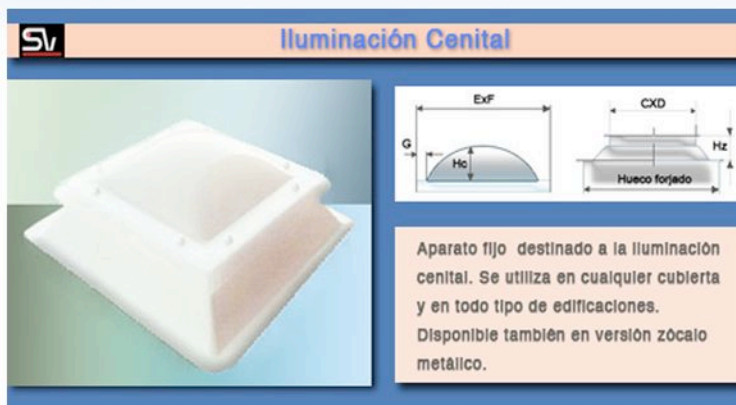 SV
Iluminación Cenital
ExF
G
Hc
CXD
Hz
Hueco forjado
Aparato fijo destinado a la iluminación
cenital. Se utiliza en cualquier cubierta
y en todo tipo de edificaciones.
Disponible también en versión zócalo
metálico.